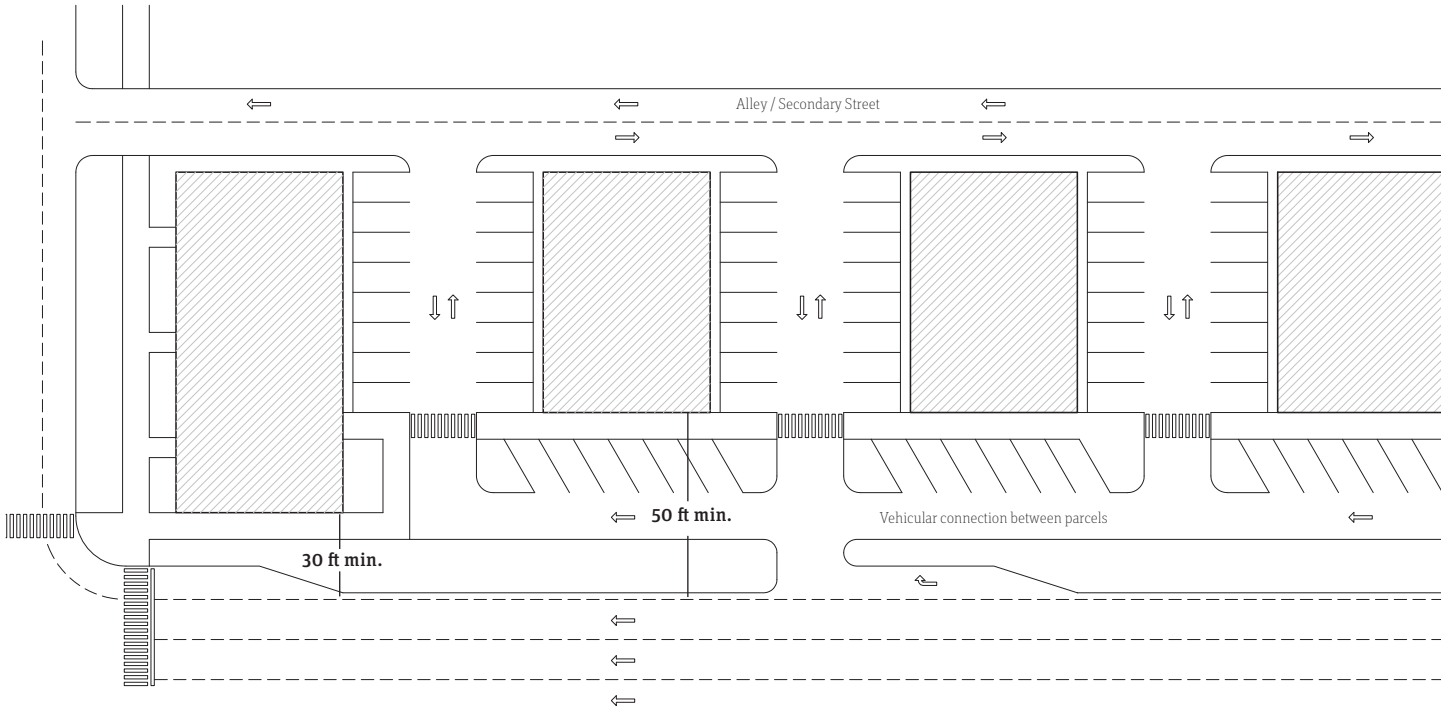 Alley / Secondary Street
50 ft min.
Vehicular connection between parcels
30 ft min.